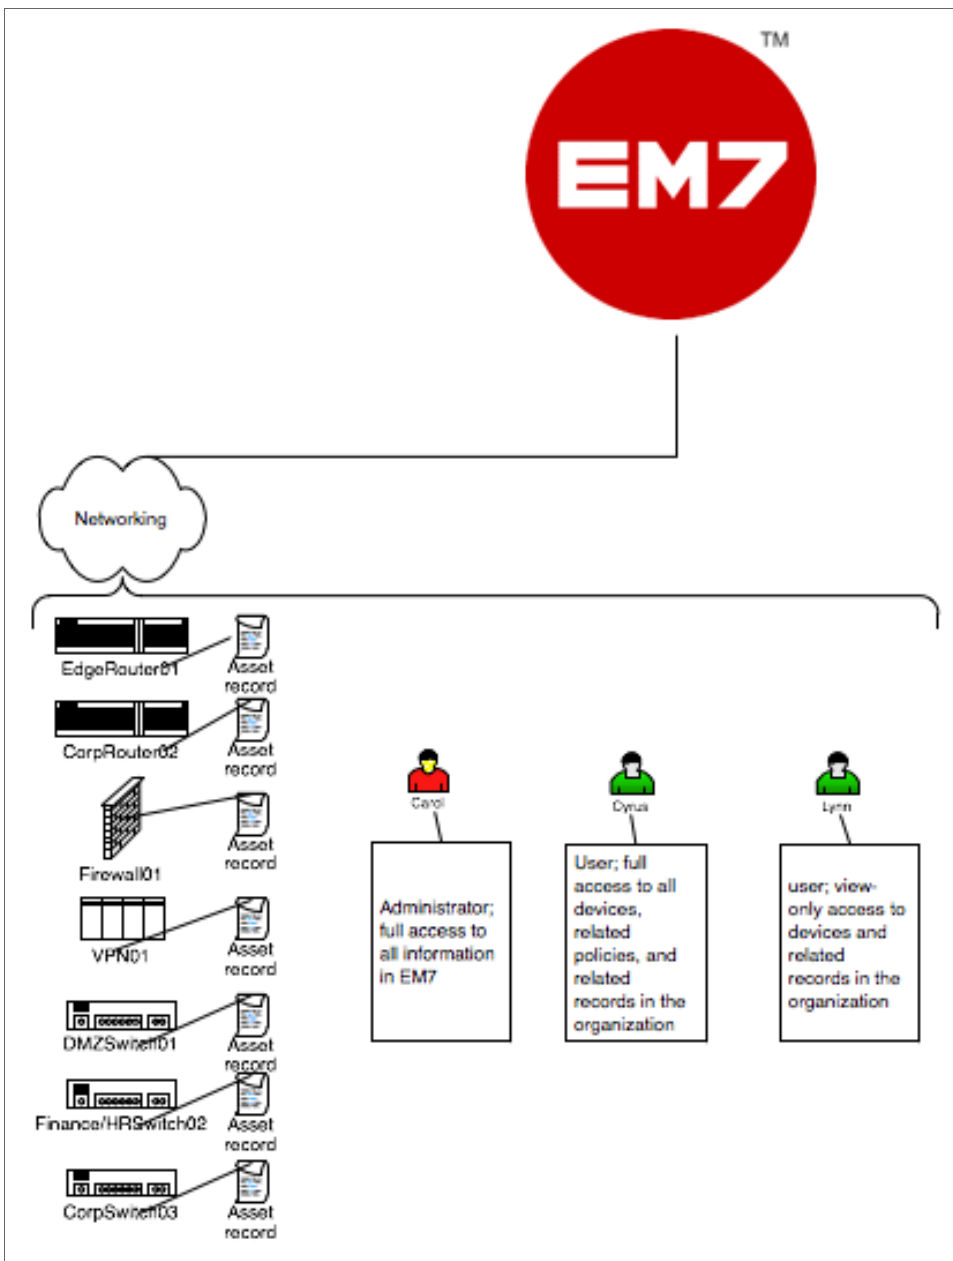 TM
EM7
Networking
EdgeRouter01
Asset
record
CorpRouter02
Asset
record
Firewall01
Asset
record
VPN01
Asset
record
DMZSwitch01
Asset
record
Finance/HRSwitch02
Asset
record
CorpSwitch03
Asset
record
Carol
Administrator;
full access to
all information
in EM7
Cyrus
User; full
access to all
devices,
related
policies, and
related
records in the
organization
Lynn
user; view-
only access to
devices and
related
records in the
organization